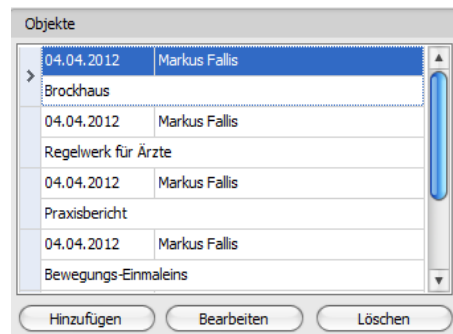 Objekte
04.04.2012 Markus Fallis
Brockhaus
04.04.2012 Markus Fallis
Regelwerk für Ärzte
04.04.2012 Markus Fallis
Praxisbericht
04.04.2012 Markus Fallis
Bewegungs-Einmaleins
Hinzufügen Bearbeiten Löschen